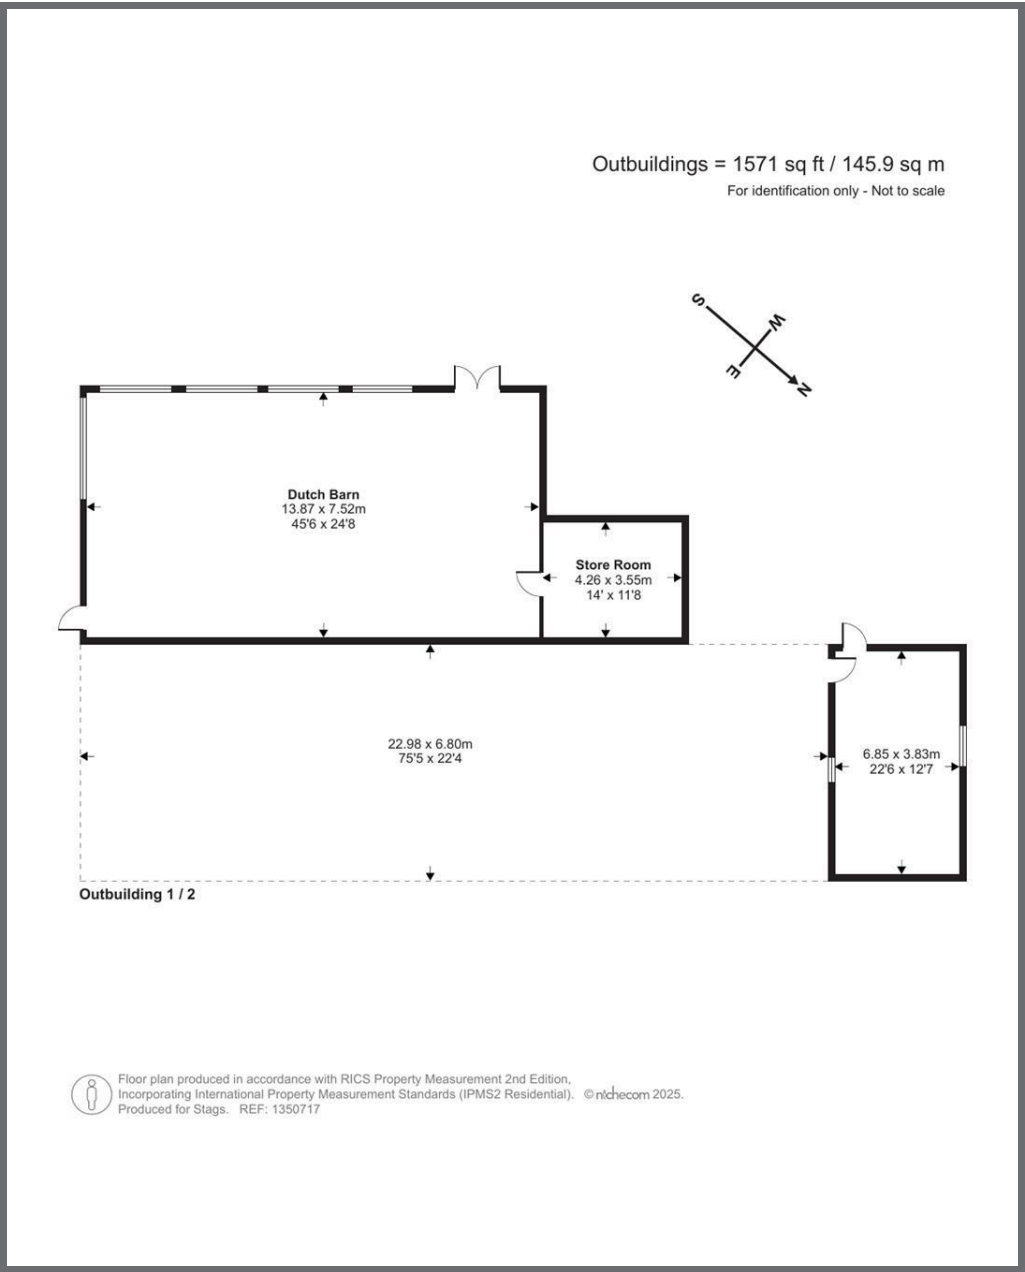 Outbuildings = 1571 sq ft / 145.9 sq m
For identification only - Not to scale
S
W
E
N
Dutch Barn
13.87 x 7.52m
45'6 x 24'8
Store Room
4.26 x 3.55m
14' x 11'8
22.98 x 6.80m
75'5 x 22'4
6.85 x 3.83m
22'6 x 12'7
Outbuilding 1 / 2
Floor plan produced in accordance with RICS Property Measurement 2nd Edition,
Incorporating International Property Measurement Standards (IPMS2 Residential). © nichecom 2025.
Produced for Stags. REF: 1350717